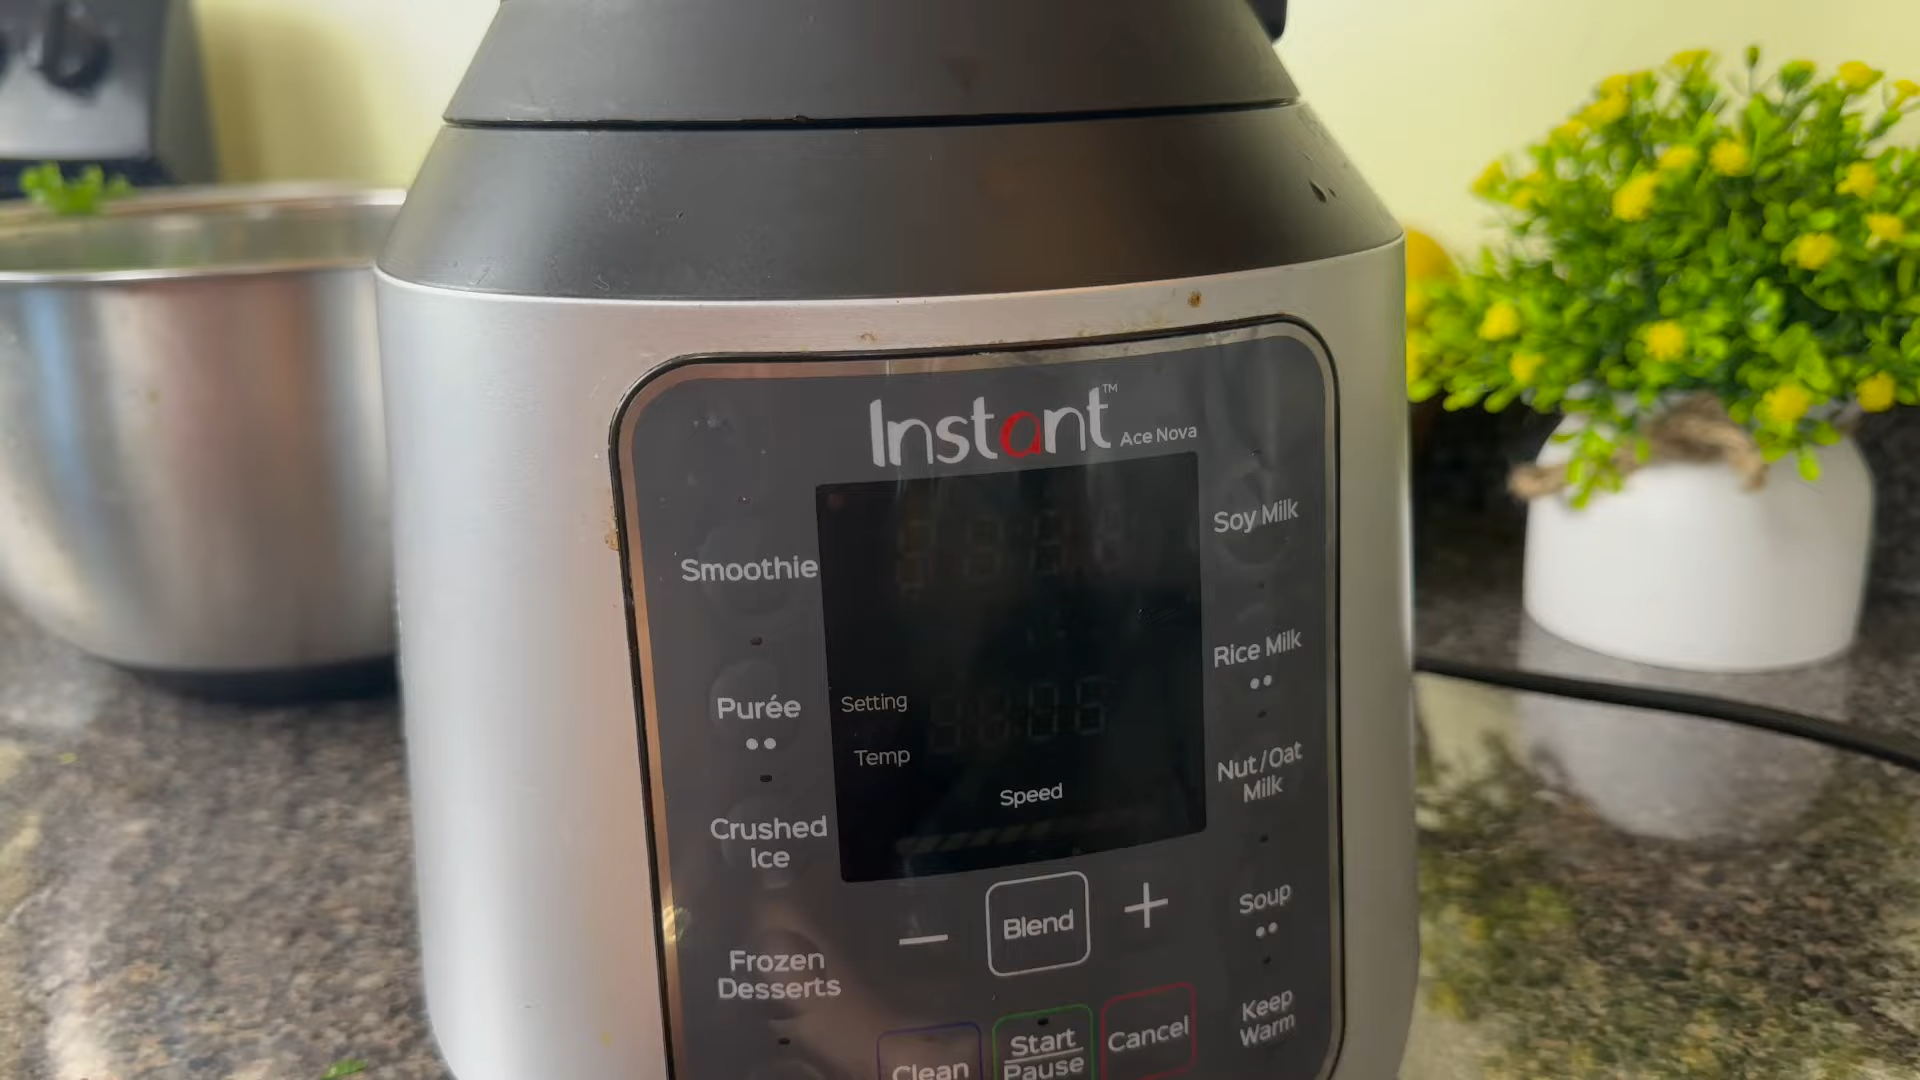 Instant™
Ace Nova
Smoothie
Purée
Crushed
Ice
Frozen
Desserts
Setting
Temp
Speed
Soy Milk
Rice Milk
Nut/Oat
Milk
Soup
Keep
Warm
− Blend +
Clean
Start
Pause
Cancel